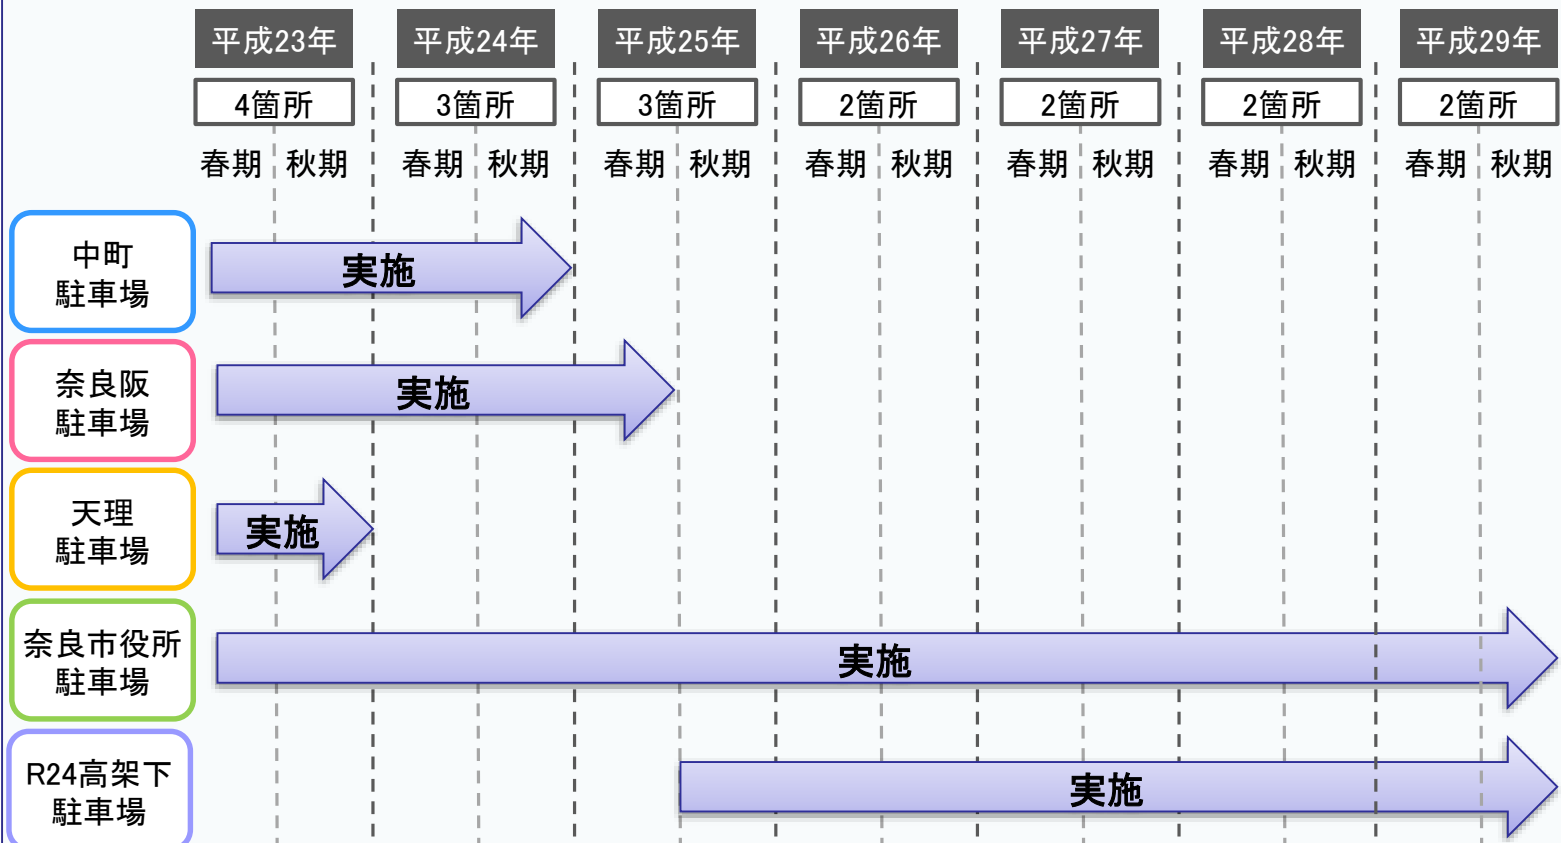 平成23年 平成24年 平成25年 平成26年 平成27年 平成28年 平成29年
4箇所 3箇所 3箇所 2箇所 2箇所 2箇所 2箇所
春期 秋期 春期 秋期 春期 秋期 春期 秋期 春期 秋期 春期 秋期 春期 秋期
中町
駐車場
実施
奈良阪
駐車場
実施
天理
駐車場
実施
奈良市役所
駐車場
実施
R24高架下
駐車場
実施